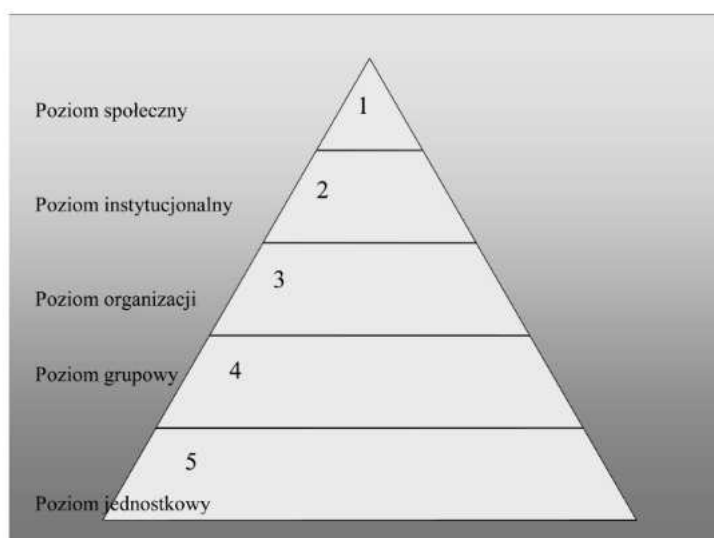 Poziom społeczny
1
Poziom instytucjonalny
2
Poziom organizacji
3
Poziom grupowy
4
5
Poziom jednostkowy